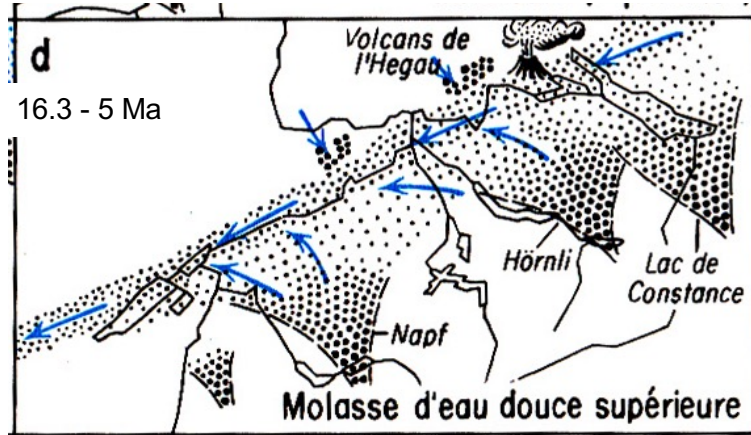 d
Volcans de
l'Hegau
16.3 - 5 Ma
Hörnli
Lac de
Constance
Napf
Molasse d'eau douce supérieure